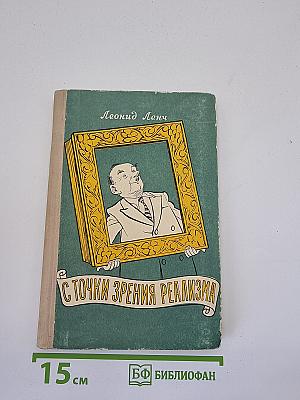 Леонид Ленч
С ТОЧКИ ЗРЕНИЯ РЕАЛИЗМА
15 см
БФ БИБЛИОФАН